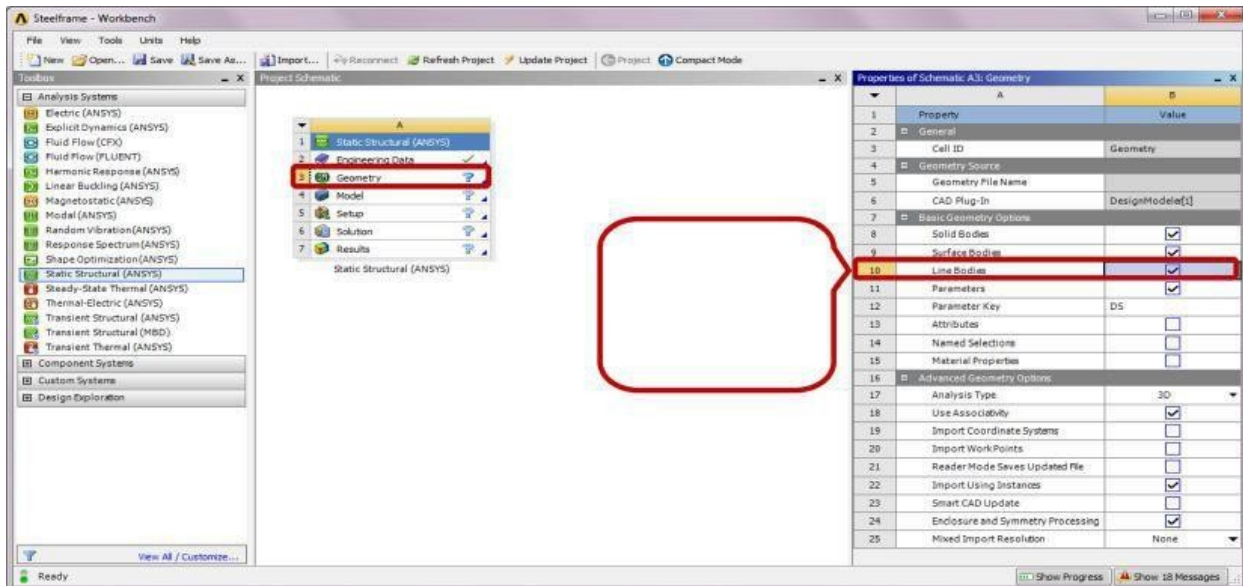 Steelframe - Workbench
File View Tools Units Help
New Open... Save Save As... Import... Reconnect Refresh Project Update Project Project Compact Mode
Toolbox
Analysis Systems
Electric (ANSYS)
Explicit Dynamics (ANSYS)
Fluid Flow (CFX)
Fluid Flow (FLUENT)
Harmonic Response (ANSYS)
Linear Buckling (ANSYS)
Magnetostatic (ANSYS)
Modal (ANSYS)
Random Vibration (ANSYS)
Response Spectrum (ANSYS)
Shape Optimization (ANSYS)
Static Structural (ANSYS)
Steady-State Thermal (ANSYS)
Thermal-Electric (ANSYS)
Transient Structural (ANSYS)
Transient Structural (MBD)
Transient Thermal (ANSYS)
Component Systems
Custom Systems
Design Exploration
View All / Customize...
Project Schematic
A
1 Static Structural (ANSYS)
2 Engineering Data
3 Geometry
4 Model
5 Setup
6 Solution
7 Results
Static Structural (ANSYS)
Properties of Schematic A3: Geometry
A B
1 Property Value
2 General
3 Cell ID Geometry
4 Geometry Source
5 Geometry File Name
6 CAD Plug-In DesignModeler[1]
7 Basic Geometry Options
8 Solid Bodies
9 Surface Bodies
10 Line Bodies
11 Parameters
12 Parameter Key DS
13 Attributes
14 Named Selections
15 Material Properties
16 Advanced Geometry Options
17 Analysis Type 3D
18 Use Associativity
19 Import Coordinate Systems
20 Import Work Points
21 Reader Mode Saves Updated File
22 Import Using Instances
23 Smart CAD Update
24 Enclosure and Symmetry Processing
25 Mixed Import Resolution None
Ready
Show Progress Show 18 Messages